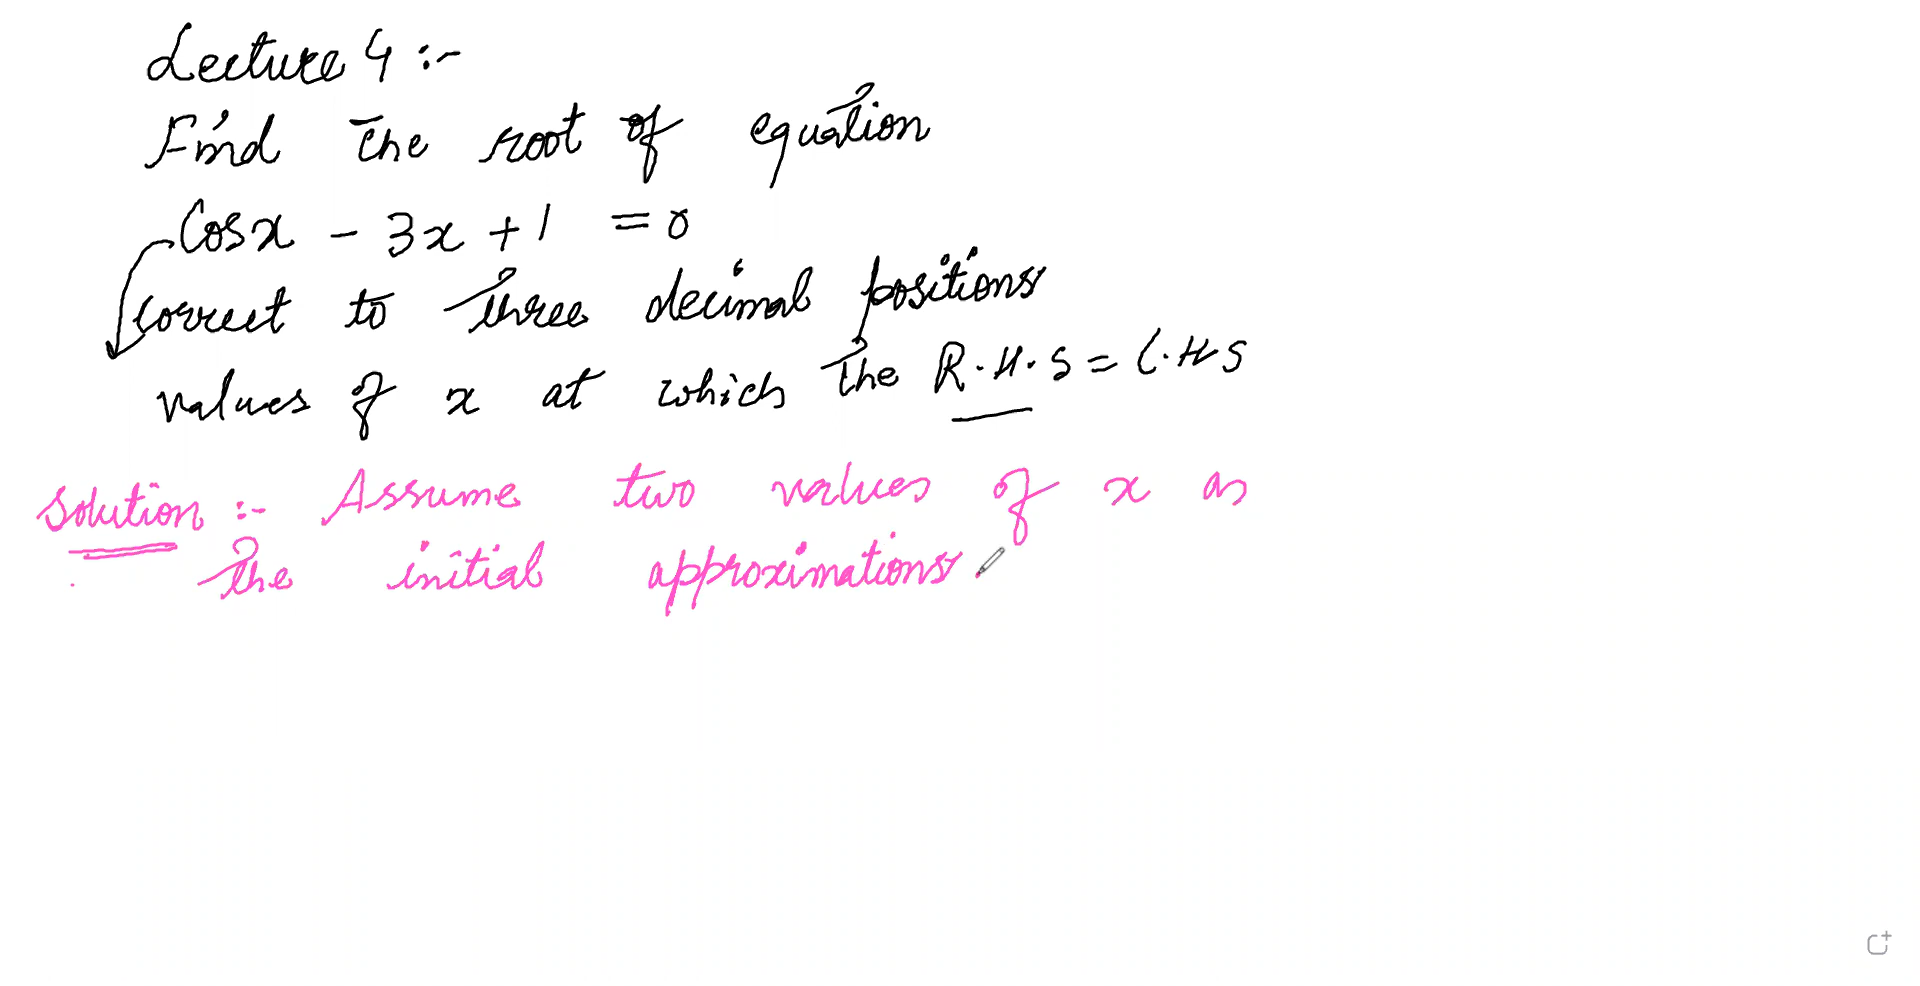 Lecture 4 :-
Find the root of equation
Cosx - 3x + 1 = 0
correct to three decimal positions
values of x at which the R.H.S = L.H.S
Solution :- Assume two values of x as
the initial approximations